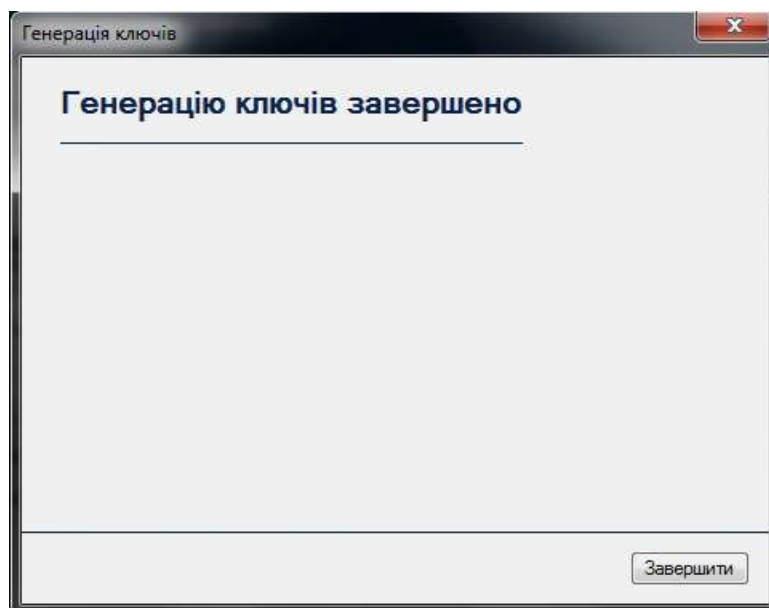 Генерація ключів
Генерацію ключів завершено
Завершити